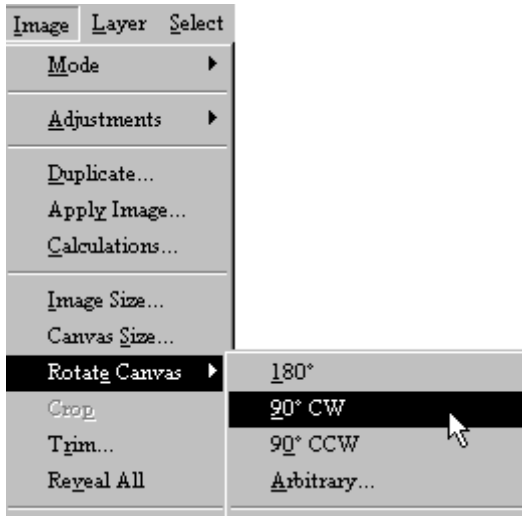 Image Layer Select
Mode
Adjustments
Duplicate...
Apply Image...
Calculations...
Image Size...
Canvas Size...
Rotate Canvas
180°
90° CW
Crop
90° CCW
Trim...
Arbitrary...
Reveal All